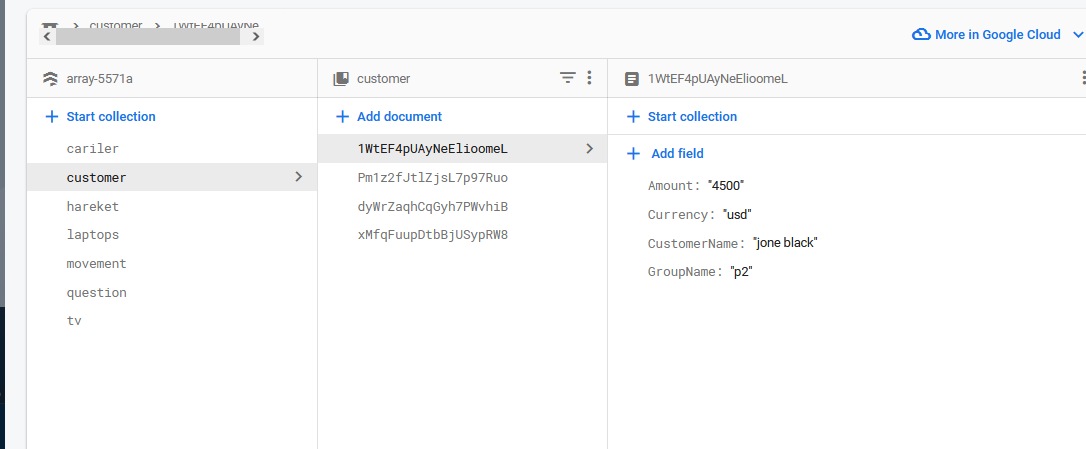 customer
1WtEF4pUAyNe
More in Google Cloud
array-5571a
customer
1WtEF4pUAyNeElioomeL
Start collection
Add document
Start collection
cariler
customer
hareket
laptops
movement
question
tv
1WtEF4pUAyNeElioomeL
Pm1z2fJtlZjsL7p97Ruo
dyWrZaqhCqGyh7PWvhiB
xMfqFuupDtbBjUSypRW8
Add field
Amount: "4500"
Currency: "usd"
CustomerName: "jone black"
GroupName: "p2"